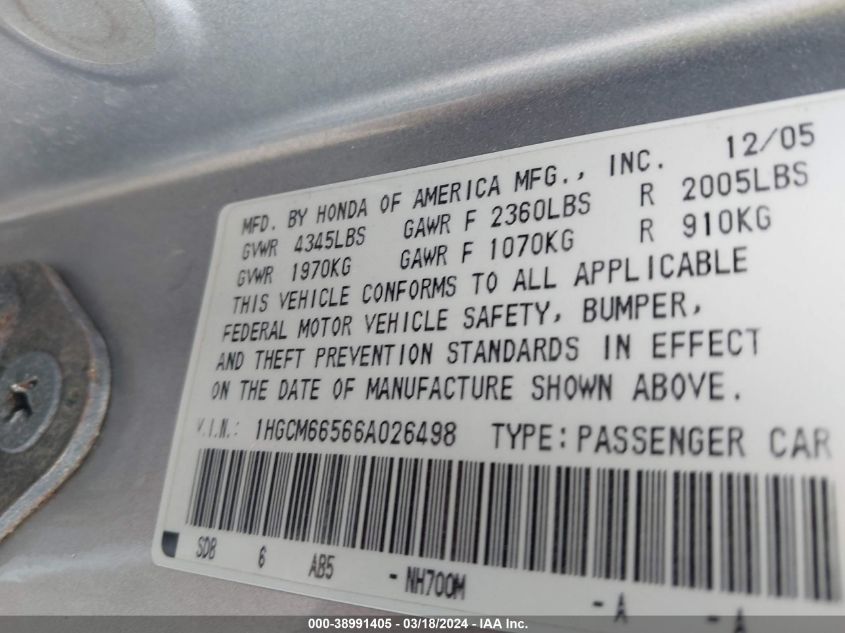 MFD. BY HONDA OF AMERICA MFG., INC. 12/05
GVWR 4345LBS GAWR F 2360LBS R 2005LBS
GVWR 1970KG GAWR F 1070KG R 910KG
THIS VEHICLE CONFORMS TO ALL APPLICABLE
FEDERAL MOTOR VEHICLE SAFETY, BUMPER,
AND THEFT PREVENTION STANDARDS IN EFFECT
ON THE DATE OF MANUFACTURE SHOWN ABOVE.
V.I.N.: 1HGCM66566A026498 TYPE: PASSENGER CAR
SDB 6 AB5 - NH700M - A - A
000-38991405 - 03/18/2024 - IAA Inc.